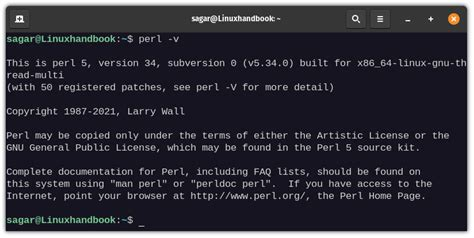 sagar@Linuxhandbook: ~
sagar@Linuxhandbook:~$ perl -v
This is perl 5, version 34, subversion 0 (v5.34.0) built for x86_64-linux-gnu-th
read-multi
(with 50 registered patches, see perl -V for more detail)
Copyright 1987-2021, Larry Wall
Perl may be copied only under the terms of either the Artistic License or the
GNU General Public License, which may be found in the Perl 5 source kit.
Complete documentation for Perl, including FAQ lists, should be found on
this system using "man perl" or "perldoc perl".  If you have access to the
Internet, point your browser at http://www.perl.org/, the Perl Home Page.
sagar@Linuxhandbook:~$ _